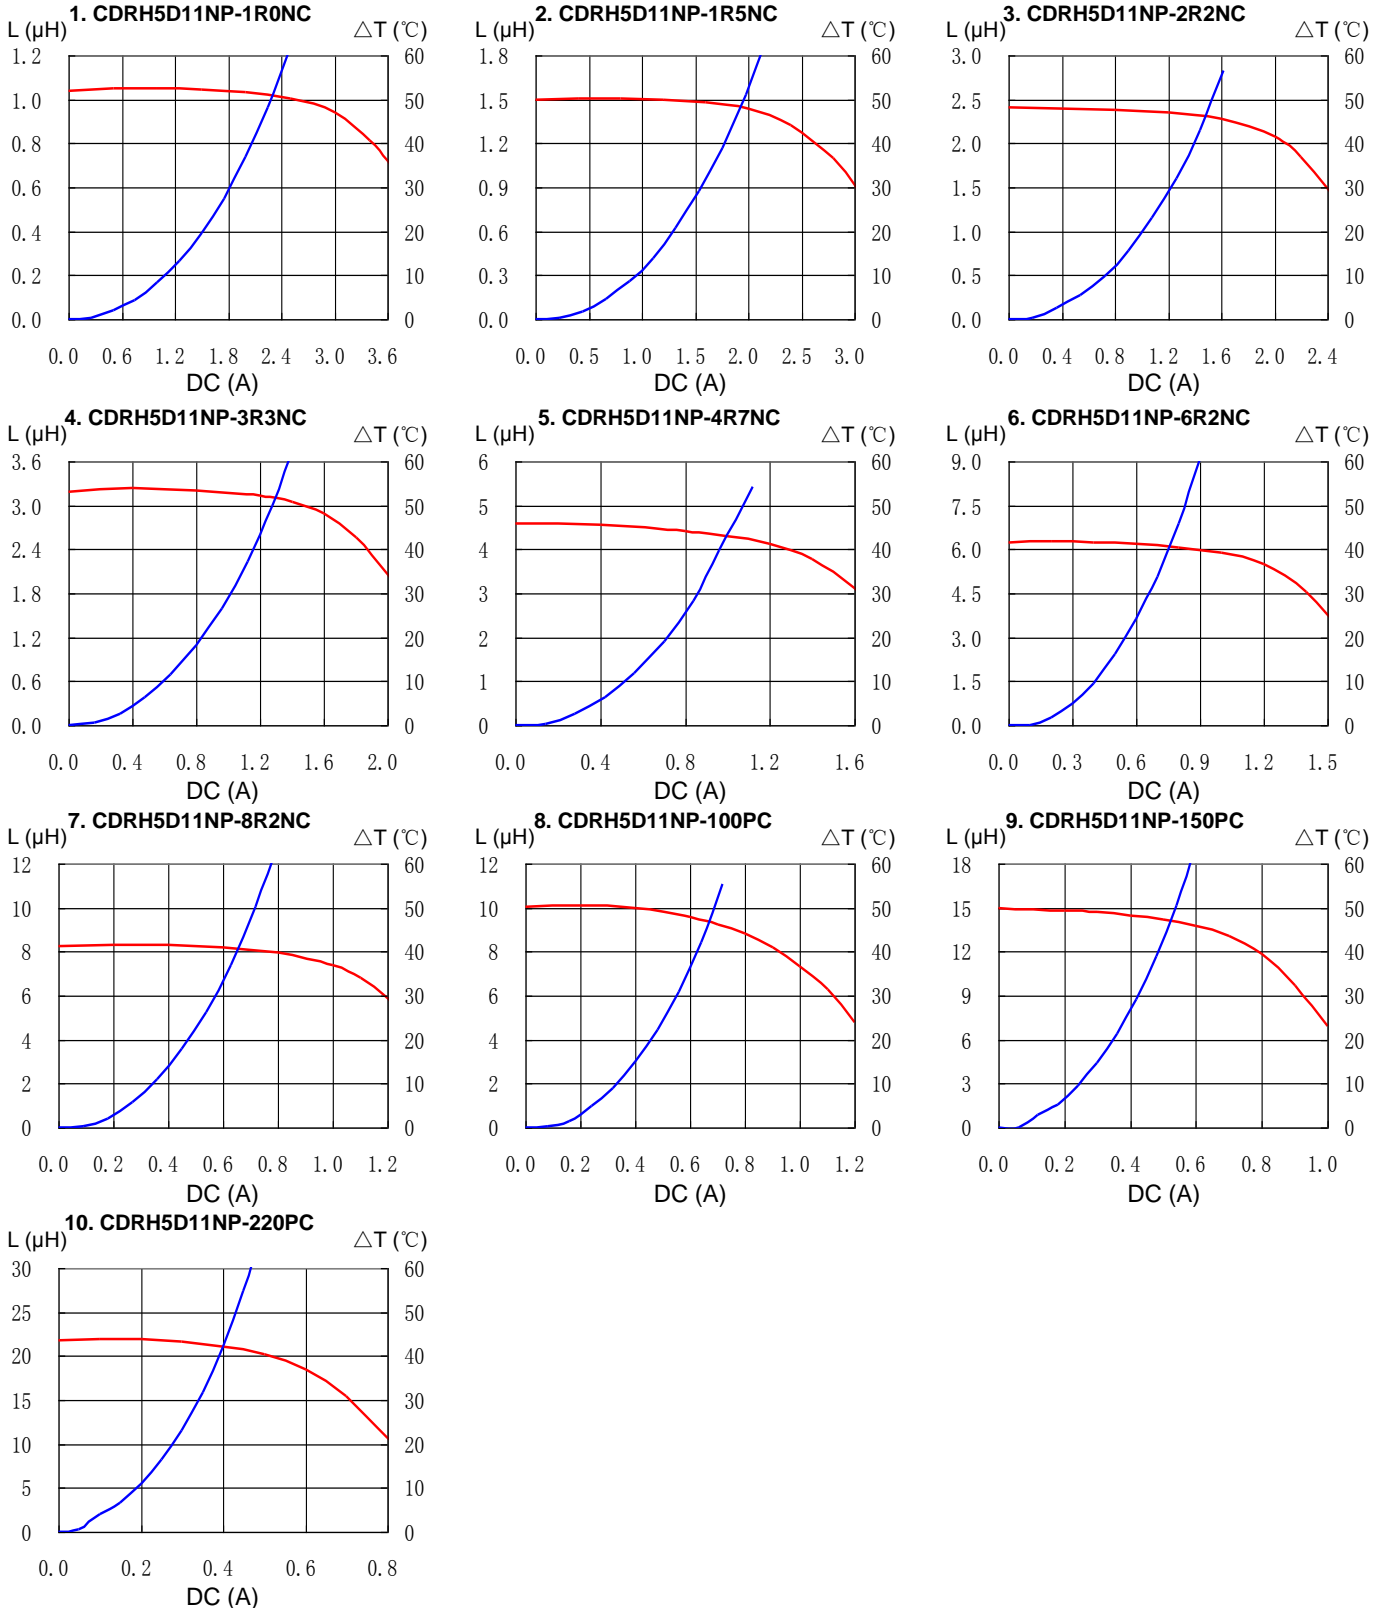 1. CDRH5D11NP-1R0NC
L (μH) △T (℃)
1.2 60
1.0 50
0.8 40
0.6 30
0.4 20
0.2 10
0.0 0
0.0 0.6 1.2 1.8 2.4 3.0 3.6
DC (A)
2. CDRH5D11NP-1R5NC
L (μH) △T (℃)
1.8 60
1.5 50
1.2 40
0.9 30
0.6 20
0.3 10
0.0 0
0.0 0.5 1.0 1.5 2.0 2.5 3.0
DC (A)
3. CDRH5D11NP-2R2NC
L (μH) △T (℃)
3.0 60
2.5 50
2.0 40
1.5 30
1.0 20
0.5 10
0.0 0
0.0 0.4 0.8 1.2 1.6 2.0 2.4
DC (A)
4. CDRH5D11NP-3R3NC
L (μH) △T (℃)
3.6 60
3.0 50
2.4 40
1.8 30
1.2 20
0.6 10
0.0 0
0.0 0.4 0.8 1.2 1.6 2.0
DC (A)
5. CDRH5D11NP-4R7NC
L (μH) △T (℃)
6 60
5 50
4 40
3 30
2 20
1 10
0 0
0.0 0.4 0.8 1.2 1.6
DC (A)
6. CDRH5D11NP-6R2NC
L (μH) △T (℃)
9.0 60
7.5 50
6.0 40
4.5 30
3.0 20
1.5 10
0.0 0
0.0 0.3 0.6 0.9 1.2 1.5
DC (A)
7. CDRH5D11NP-8R2NC
L (μH) △T (℃)
12 60
10 50
8 40
6 30
4 20
2 10
0 0
0.0 0.2 0.4 0.6 0.8 1.0 1.2
DC (A)
8. CDRH5D11NP-100PC
L (μH) △T (℃)
12 60
10 50
8 40
6 30
4 20
2 10
0 0
0.0 0.2 0.4 0.6 0.8 1.0 1.2
DC (A)
9. CDRH5D11NP-150PC
L (μH) △T (℃)
18 60
15 50
12 40
9 30
6 20
3 10
0 0
0.0 0.2 0.4 0.6 0.8 1.0
DC (A)
10. CDRH5D11NP-220PC
L (μH) △T (℃)
30 60
25 50
20 40
15 30
10 20
5 10
0 0
0.0 0.2 0.4 0.6 0.8
DC (A)